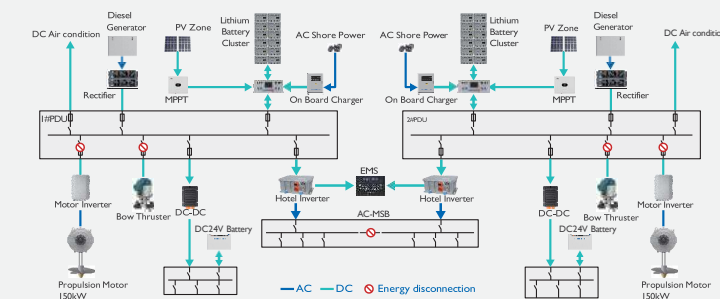 DC Air condition
Diesel
Generator
PV Zone
Lithium
Battery
Cluster
AC Shore Power
Rectifier
MPPT
On Board Charger
1#PDU
Motor Inverter
Bow Thruster
DC-DC
DC24V Battery
Propulsion Motor
150kW
Hotel Inverter
EMS
Hotel Inverter
AC-MSB
AC Shore Power
Lithium
Battery
Cluster
PV Zone
Diesel
Generator
DC Air conditi
On Board Charger
MPPT
Rectifier
2#PDU
DC-DC
DC24V Battery
Bow Thruster
Motor Inverter
Propulsion Motor
150kW
AC DC Energy disconnection